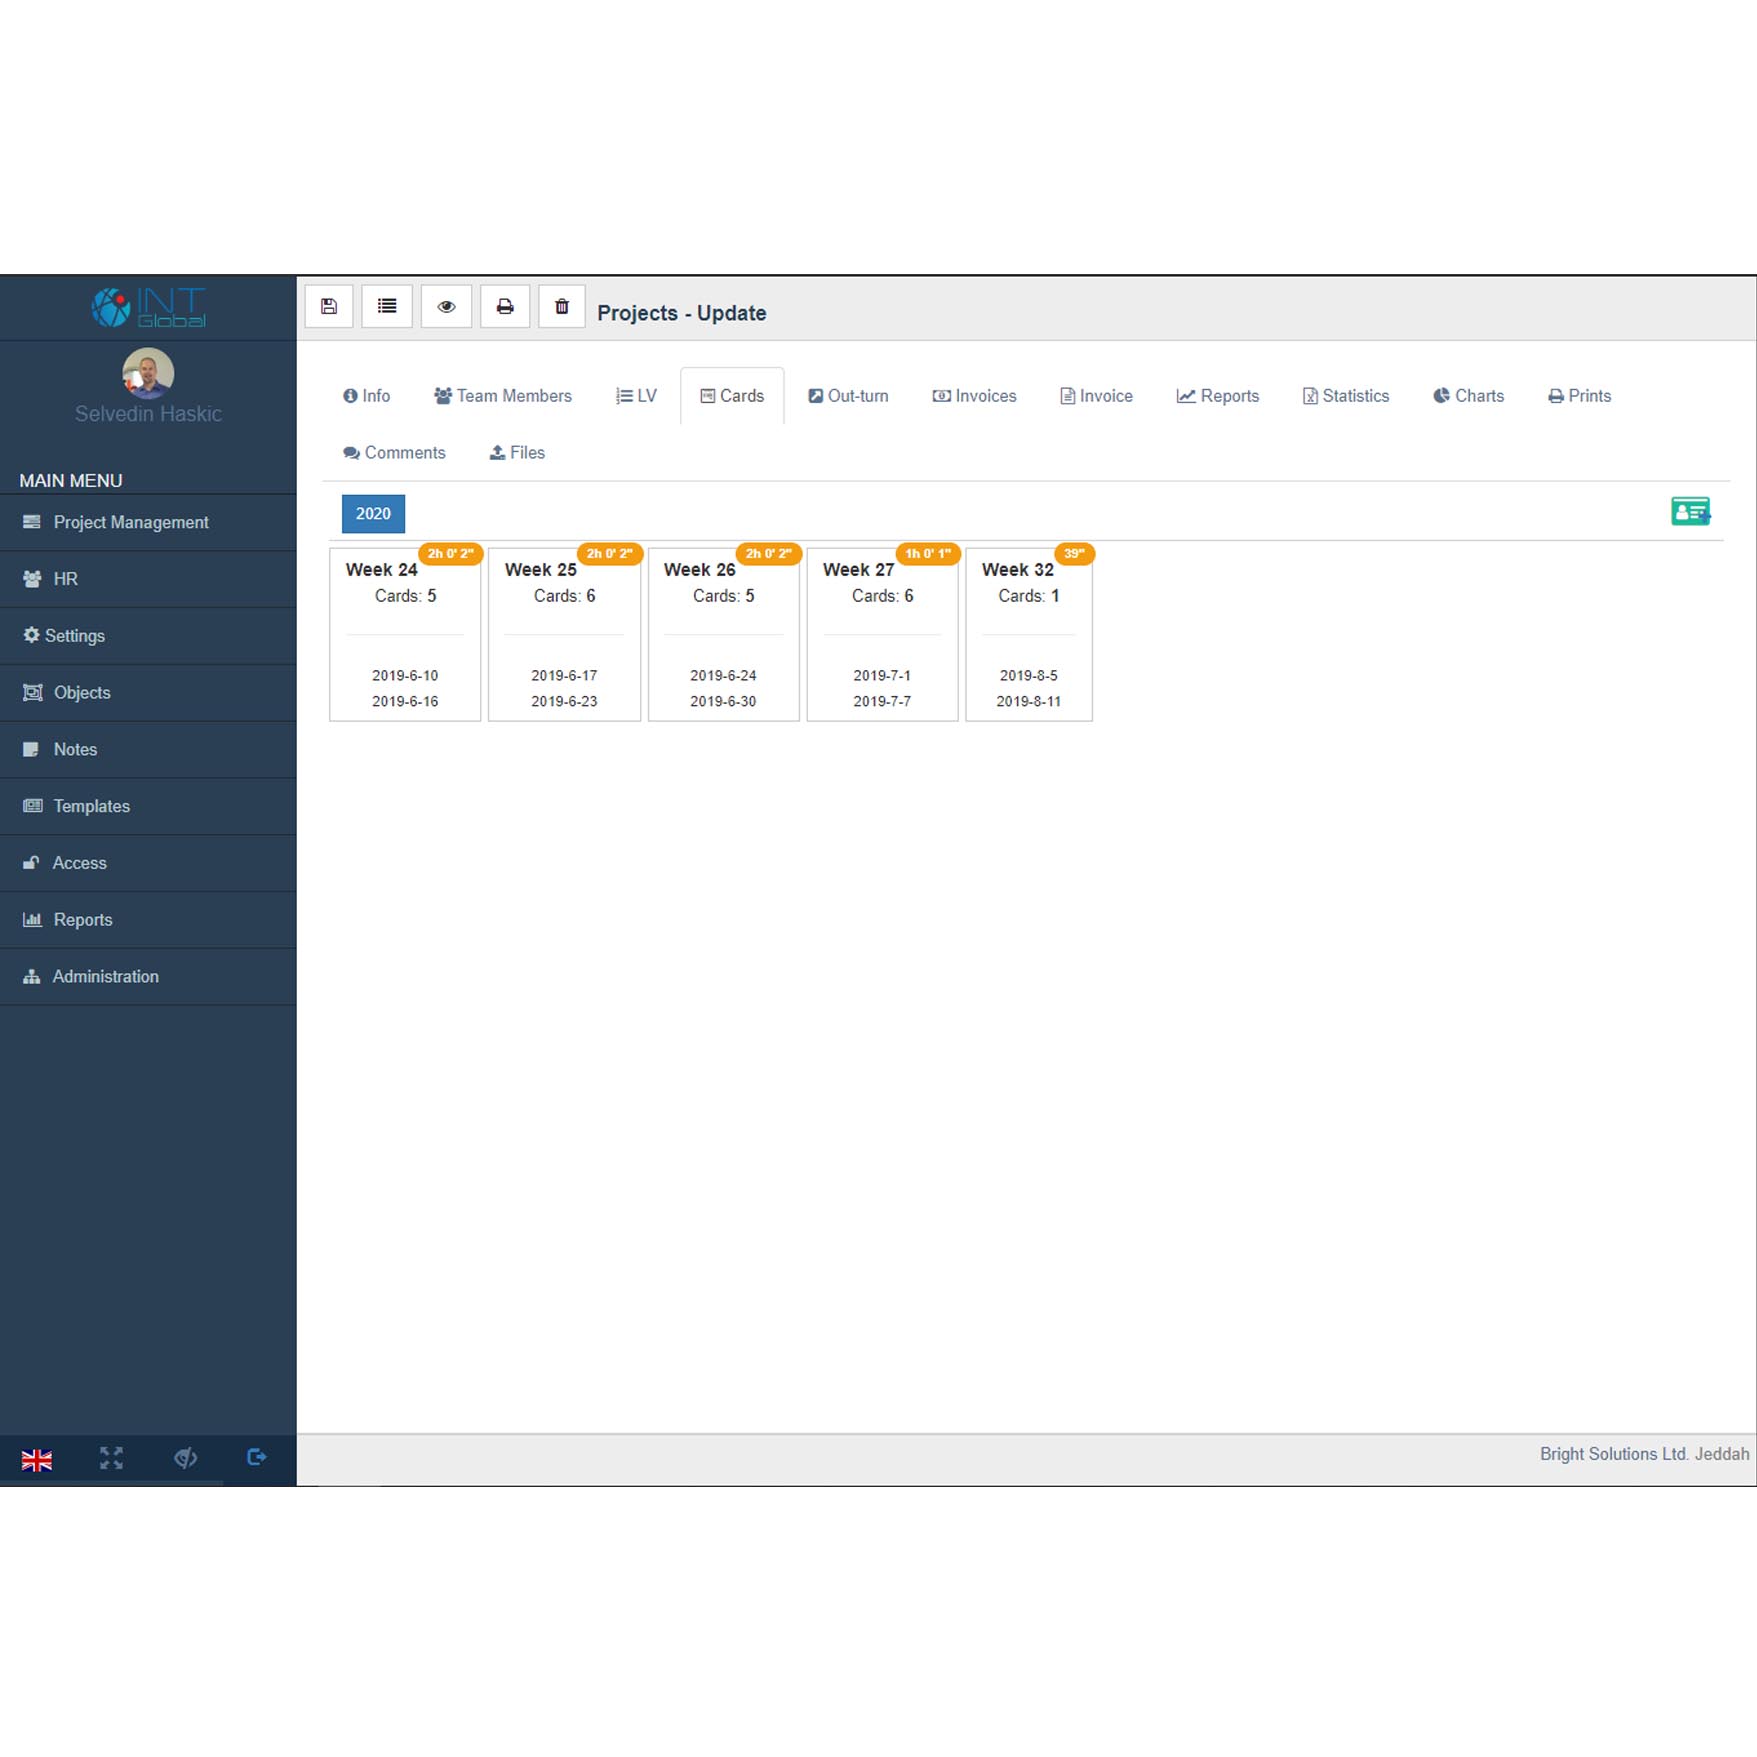 INT
Global
Projects - Update
Selvedin Haskic
MAIN MENU
Project Management
HR
Settings
Objects
Notes
Templates
Access
Reports
Administration
Info Team Members LV Cards Out-turn Invoices Invoice Reports Statistics Charts Prints
Comments Files
2020
2h 0' 2"
Week 24
Cards: 5
2019-6-10
2019-6-16
2h 0' 2"
Week 25
Cards: 6
2019-6-17
2019-6-23
2h 0' 2"
Week 26
Cards: 5
2019-6-24
2019-6-30
1h 0' 1"
Week 27
Cards: 6
2019-7-1
2019-7-7
39"
Week 32
Cards: 1
2019-8-5
2019-8-11
Bright Solutions Ltd. Jeddah